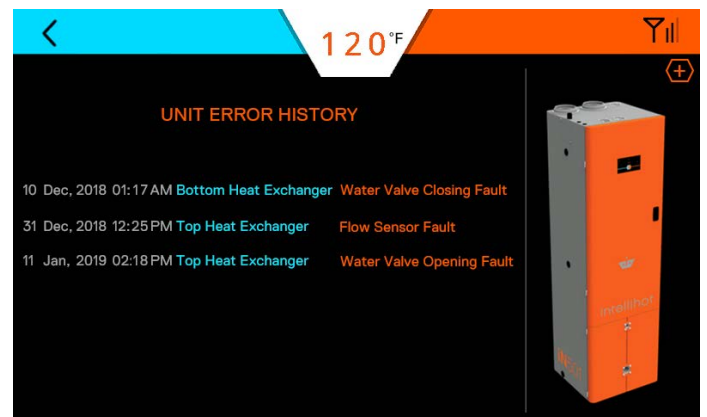 120°F
UNIT ERROR HISTORY
10 Dec, 2018 01:17 AM Bottom Heat Exchanger Water Valve Closing Fault
31 Dec, 2018 12:25 PM Top Heat Exchanger Flow Sensor Fault
11 Jan, 2019 02:18 PM Top Heat Exchanger Water Valve Opening Fault
intellihot